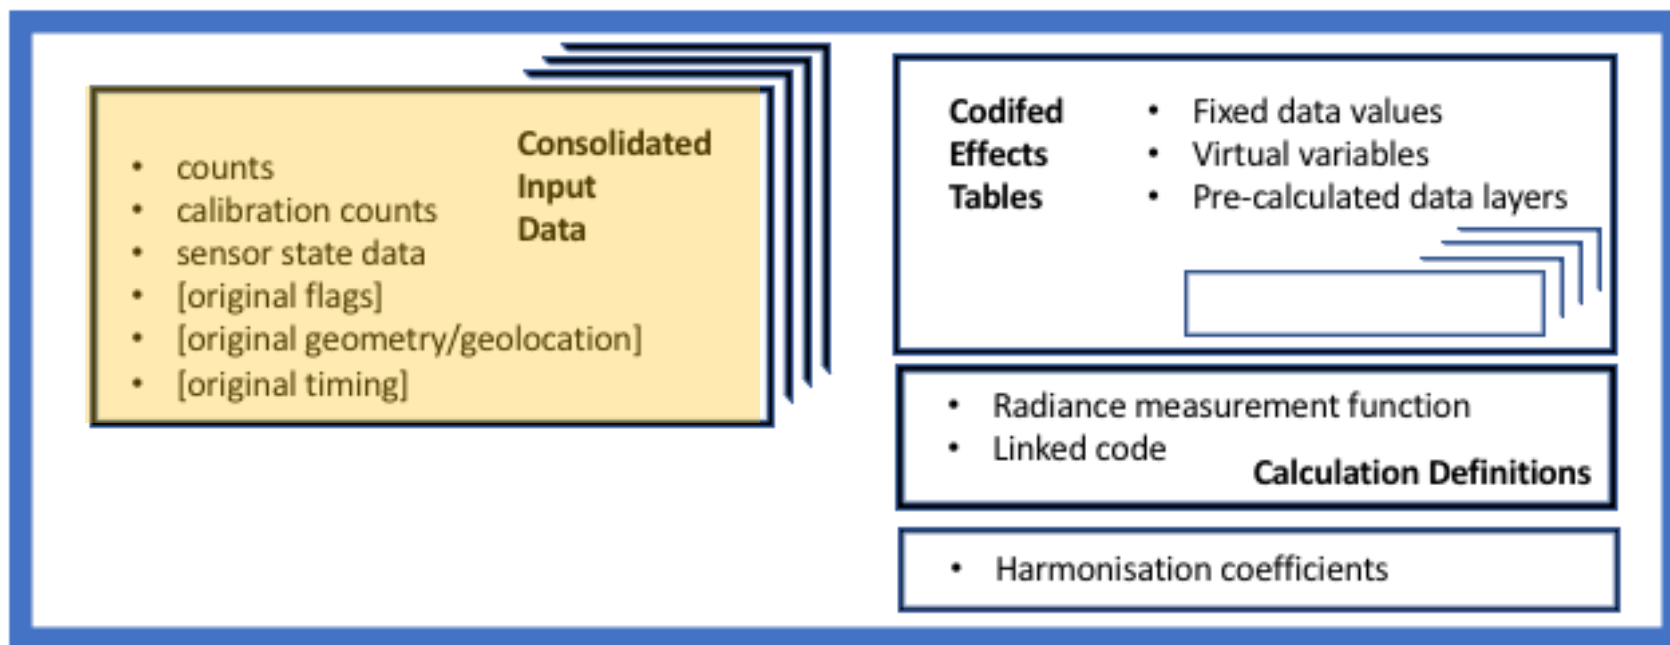 Consolidated
Input
Data
• counts
• calibration counts
• sensor state data
• [original flags]
• [original geometry/geolocation]
• [original timing]
Codifed
Effects
Tables
• Fixed data values
• Virtual variables
• Pre-calculated data layers
• Radiance measurement function
• Linked code
Calculation Definitions
• Harmonisation coefficients